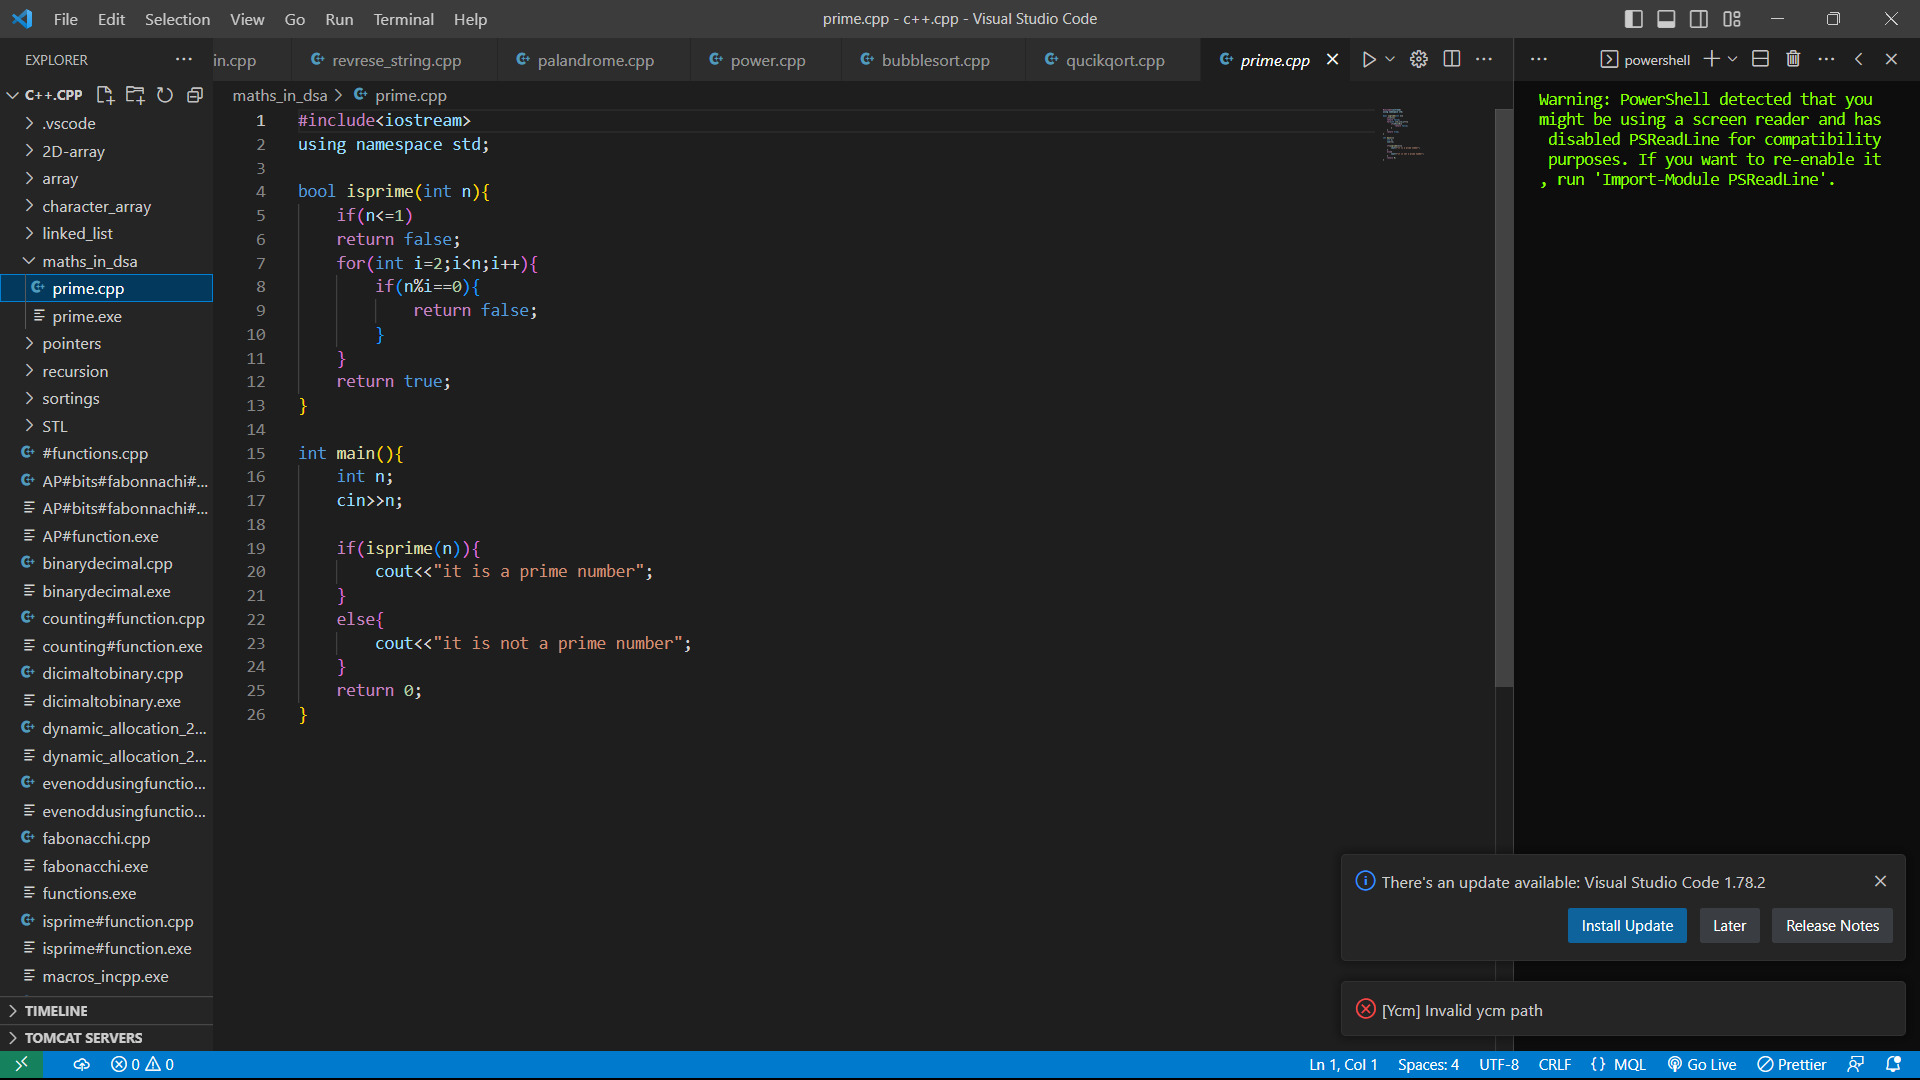 File Edit Selection View Go Run Terminal Help
prime.cpp - c++.cpp - Visual Studio Code
EXPLORER
in.cpp
revrese_string.cpp
palandrome.cpp
power.cpp
bubblesort.cpp
qucikqort.cpp
prime.cpp
powershell
C++.CPP
.vscode
2D-array
array
character_array
linked_list
maths_in_dsa
prime.cpp
prime.exe
pointers
recursion
sortings
STL
#functions.cpp
AP#bits#fabonnachi#...
AP#bits#fabonnachi#...
AP#function.exe
binarydecimal.cpp
binarydecimal.exe
counting#function.cpp
counting#function.exe
dicimaltobinary.cpp
dicimaltobinary.exe
dynamic_allocation_2...
dynamic_allocation_2...
evenoddusingfunctio...
evenoddusingfunctio...
fabonacchi.cpp
fabonacchi.exe
functions.exe
isprime#function.cpp
isprime#function.exe
macros_incpp.exe
TIMELINE
TOMCAT SERVERS
maths_in_dsa > prime.cpp
1 #include<iostream>
2 using namespace std;
3
4 bool isprime(int n){
5 if(n<=1)
6 return false;
7 for(int i=2;i<n;i++){
8 if(n%i==0){
9 return false;
10 }
11 }
12 return true;
13 }
14
15 int main(){
16 int n;
17 cin>>n;
18
19 if(isprime(n)){
20 cout<<"it is a prime number";
21 }
22 else{
23 cout<<"it is not a prime number";
24 }
25 return 0;
26 }
Warning: PowerShell detected that you
might be using a screen reader and has
disabled PSReadLine for compatibility
purposes. If you want to re-enable it
, run 'Import-Module PSReadLine'.
There's an update available: Visual Studio Code 1.78.2
Install Update Later Release Notes
[Ycm] Invalid ycm path
0 0
Ln 1, Col 1 Spaces: 4 UTF-8 CRLF {} MQL Go Live Prettier